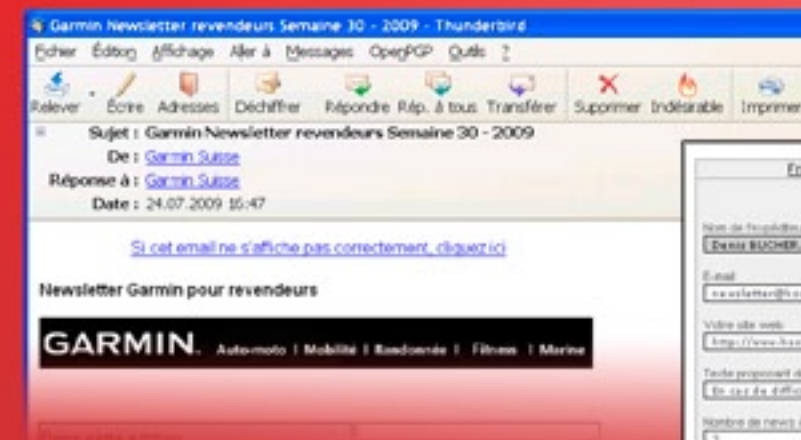 Garmin Newsletter revendeurs Semaine 30 - 2009 - Thunderbird
Fichier Édition Affichage Aller à Messages OpenPGP Outils ?
Relever Écrire Adresses Déchiffrer Répondre Rép. à tous Transférer Supprimer Indésirable Imprimer
Sujet : Garmin Newsletter revendeurs Semaine 30 - 2009
De : Garmin Suisse
Réponse à : Garmin Suisse
Date : 24.07.2009 16:47
Si cet email ne s'affiche pas correctement, cliquez ici
Newsletter Garmin pour revendeurs
GARMIN. Auto-moto | Mobilité | Randonnée | Fitness | Marine
Denis BUCHER
E-mail
Votre site web